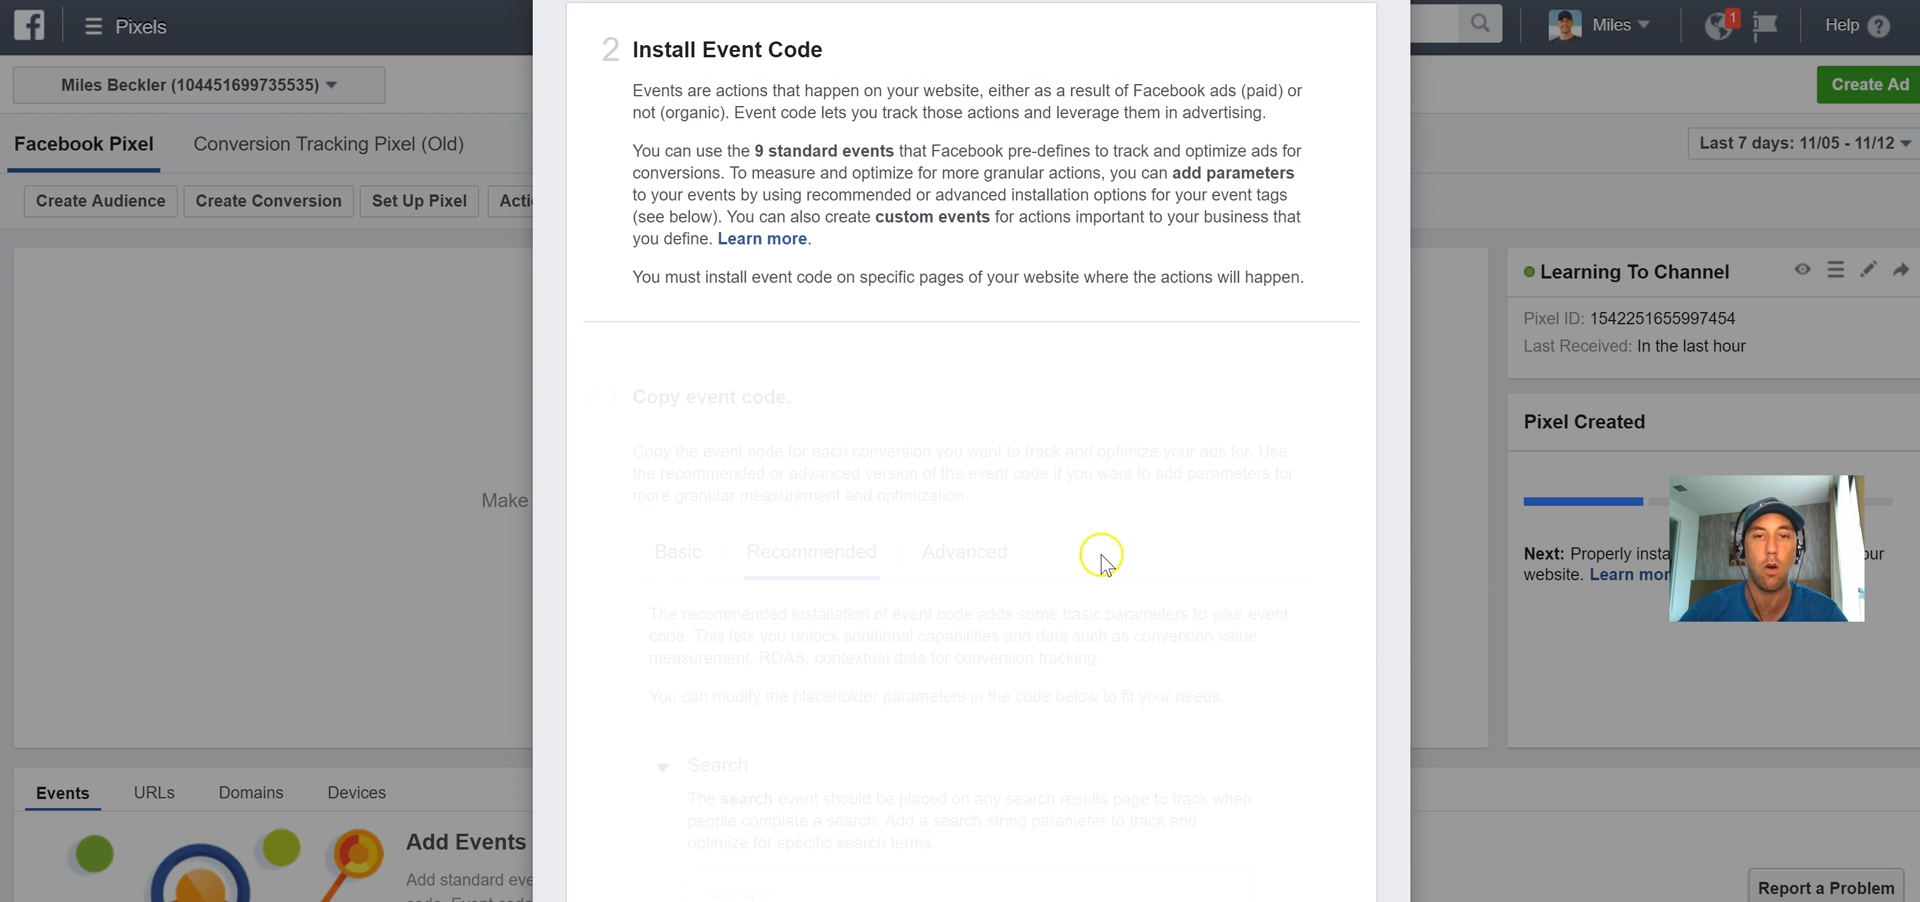 Pixels
Miles
1
Help
Miles Beckler (104451699735535)
Create Ad
Facebook Pixel
Conversion Tracking Pixel (Old)
Last 7 days: 11/05 - 11/12
Create Audience
Create Conversion
Set Up Pixel
Acti
2 Install Event Code
Events are actions that happen on your website, either as a result of Facebook ads (paid) or
not (organic). Event code lets you track those actions and leverage them in advertising.
You can use the 9 standard events that Facebook pre-defines to track and optimize ads for
conversions. To measure and optimize for more granular actions, you can add parameters
to your events by using recommended or advanced installation options for your event tags
(see below). You can also create custom events for actions important to your business that
you define. Learn more.
You must install event code on specific pages of your website where the actions will happen.
Copy event code.
Copy the event code for each conversion you want to track and optimize your ads for. Use
the recommended or advanced version of the event code if you want to add parameters for
more granular measurement and optimization.
Basic
Recommended
Advanced
The recommended installation of event code adds some basic parameters to your event
code. This lets you unlock additional capabilities and data such as conversion value
measurement, ROAS, contextual data for conversion tracking.
You can modify the placeholder parameters in the code below to fit your needs.
Search
The search event should be placed on any search results page to track when
people complete a search. Add a search string parameter to track and
optimize for specific search terms.
Make
Learning To Channel
Pixel ID: 1542251655997454
Last Received: In the last hour
Pixel Created
Next: Properly insta
website. Learn mor
Events
URLs
Domains
Devices
Add Events
Add standard eve
Report a Problem